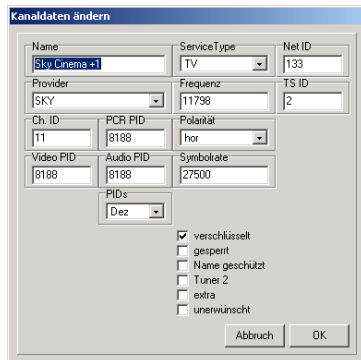 Kanaldaten ändern
Name ServiceType Net ID
Sky Cinema +1 TV 133
Provider Frequenz TS ID
SKY 11798 2
Ch. ID PCR PID Polarität
11 8188 hor
Video PID Audio PID Symbolrate
8188 8188 27500
PIDs
Dez
verschlüsselt
gesperrt
Name geschützt
Tuner 2
extra
unerwünscht
Abbruch OK